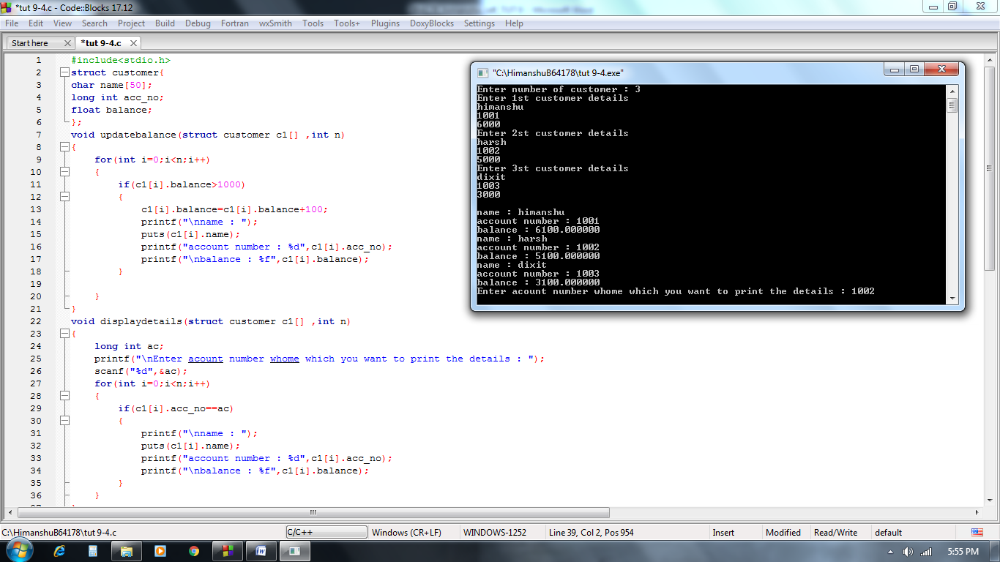 *tut 9-4.c - Code::Blocks 17.12
File Edit View Search Project Build Debug Fortran wxSmith Tools Tools+ Plugins DoxyBlocks Settings Help
Start here
*tut 9-4.c
1 #include<stdio.h>
2 struct customer{
3 char name[50];
4 long int acc_no;
5 float balance;
6 };
7 void updatebalance(struct customer c1[] ,int n)
8 {
9 for(int i=0;i<n;i++)
10 {
11 if(c1[i].balance>1000)
12 {
13 c1[i].balance=c1[i].balance+100;
14 printf("\nname : ");
15 puts(c1[i].name);
16 printf("account number : %d",c1[i].acc_no);
17 printf("\nbalance : %f",c1[i].balance);
18 }
19
20 }
21 }
22 void displaydetails(struct customer c1[] ,int n)
23 {
24 long int ac;
25 printf("\nEnter acount number whome which you want to print the details : ");
26 scanf("%d",&ac);
27 for(int i=0;i<n;i++)
28 {
29 if(c1[i].acc_no==ac)
30 {
31 printf("\nname : ");
32 puts(c1[i].name);
33 printf("account number : %d",c1[i].acc_no);
34 printf("\nbalance : %f",c1[i].balance);
35 }
36 }
"C:\HimanshuB64178\tut 9-4.exe"
Enter number of customer : 3
Enter 1st customer details
himanshu
1001
6000
Enter 2st customer details
harsh
1002
5000
Enter 3st customer details
dixit
1003
3000
name : himanshu
account number : 1001
balance : 6100.000000
name : harsh
account number : 1002
balance : 5100.000000
name : dixit
account number : 1003
balance : 3100.000000
Enter acount number whome which you want to print the details : 1002
C:\HimanshuB64178\tut 9-4.c C/C++ Windows (CR+LF) WINDOWS-1252 Line 39, Col 2, Pos 954 Insert Modified Read/Write default
5:55 PM